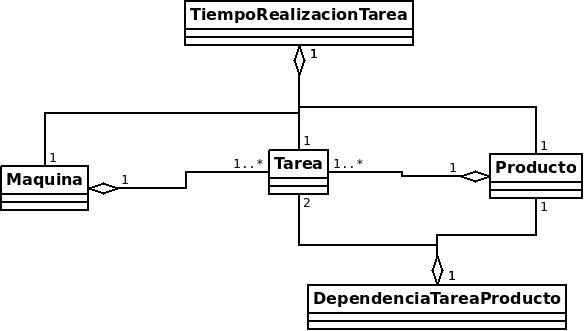 TiempoRealizacionTarea
1
1
1
1
Maquina
1
1..*
Tarea
1..*
1
Producto
2
1
1
DependenciaTareaProducto